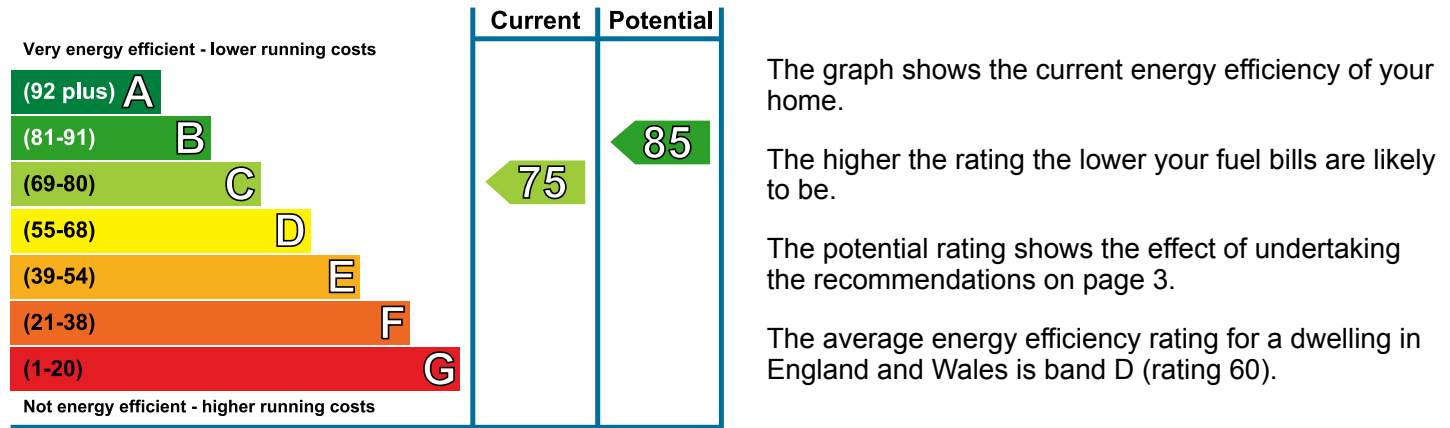 Current Potential
Very energy efficient - lower running costs
(92 plus) A
(81-91) B
85
(69-80) C
75
(55-68) D
(39-54) E
(21-38) F
(1-20) G
Not energy efficient - higher running costs
The graph shows the current energy efficiency of your
home.
The higher the rating the lower your fuel bills are likely
to be.
The potential rating shows the effect of undertaking
the recommendations on page 3.
The average energy efficiency rating for a dwelling in
England and Wales is band D (rating 60).